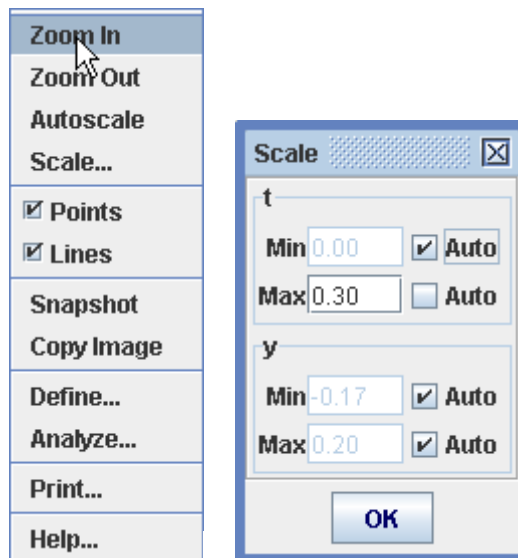 Zoom In
Zoom Out
Autoscale
Scale...
Points
Lines
Snapshot
Copy Image
Define...
Analyze...
Print...
Help...
Scale
t
Min 0.00 Auto
Max 0.30 Auto
y
Min -0.17 Auto
Max 0.20 Auto
OK